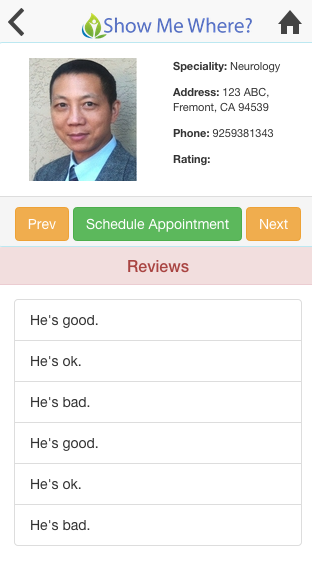 Show Me Where?
Speciality: Neurology
Address: 123 ABC,
Fremont, CA 94539
Phone: 9259381343
Rating:
Prev
Schedule Appointment
Next
Reviews
He's good.
He's ok.
He's bad.
He's good.
He's ok.
He's bad.